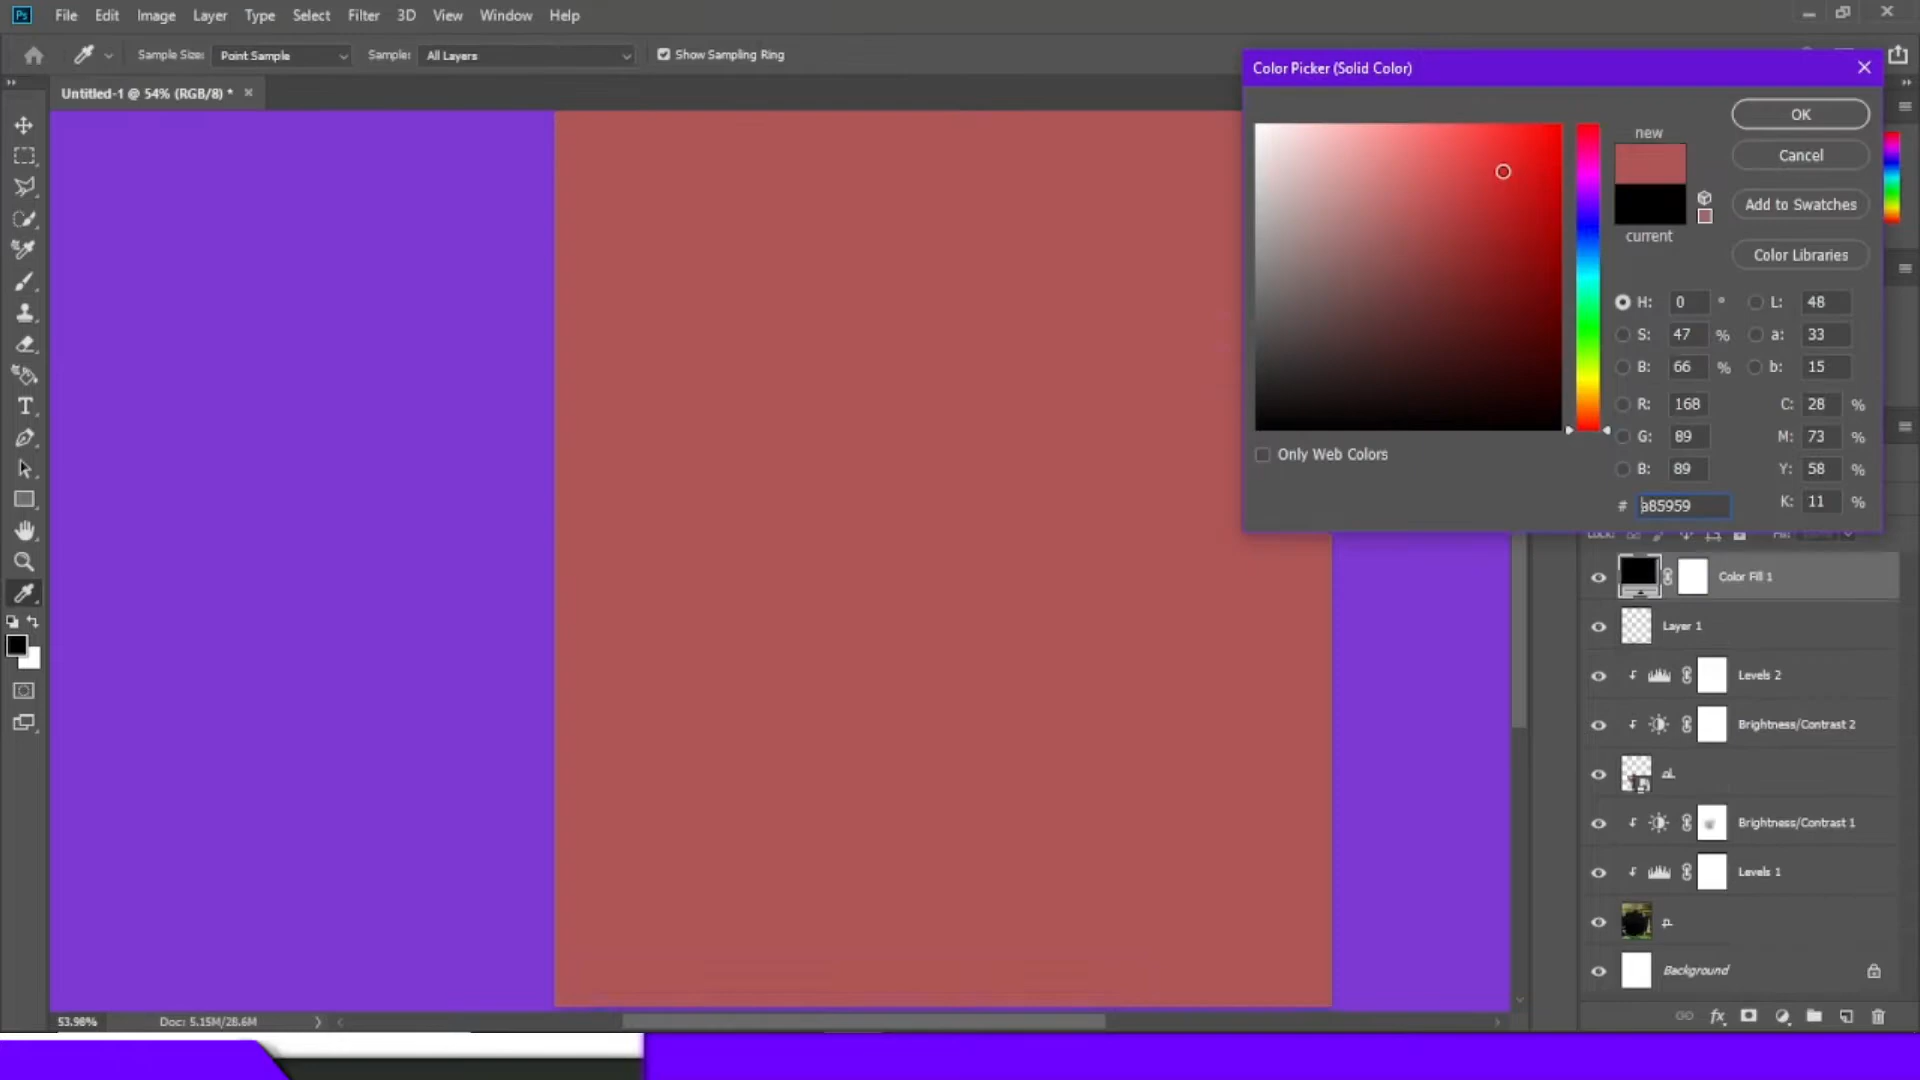 Ps File Edit Image Layer Type Select Filter 3D View Window Help
Sample Size: Point Sample Sample: All Layers Show Sampling Ring
Untitled-1 @ 54% (RGB/8) *
Color Picker (Solid Color)
new
current
OK
Cancel
Add to Swatches
Color Libraries
H: 0 ° L: 48
S: 47 % a: 33
B: 66 % b: 15
R: 168 C: 28 %
G: 89 M: 73 %
B: 89 Y: 58 %
# a85959 K: 11 %
Only Web Colors
Color Fill 1
Layer 1
Levels 2
Brightness/Contrast 2
Brightness/Contrast 1
Levels 1
Background
53.98% Doc: 5.15M/28.6M